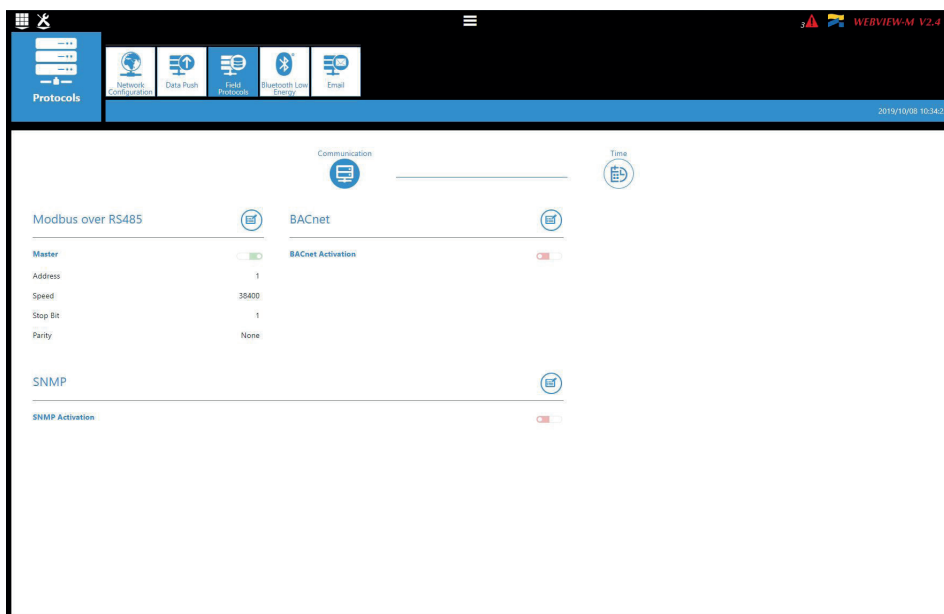 3 WEBVIEW-M V2.4
Protocols
Network
Configuration
Data Push
Field
Protocols
Bluetooth Low
Energy
Email
2019/10/08 10:34:2
Communication
Time
Modbus over RS485
BACnet
Master
BACnet Activation
Address 1
Speed 38400
Stop Bit 1
Parity None
SNMP
SNMP Activation